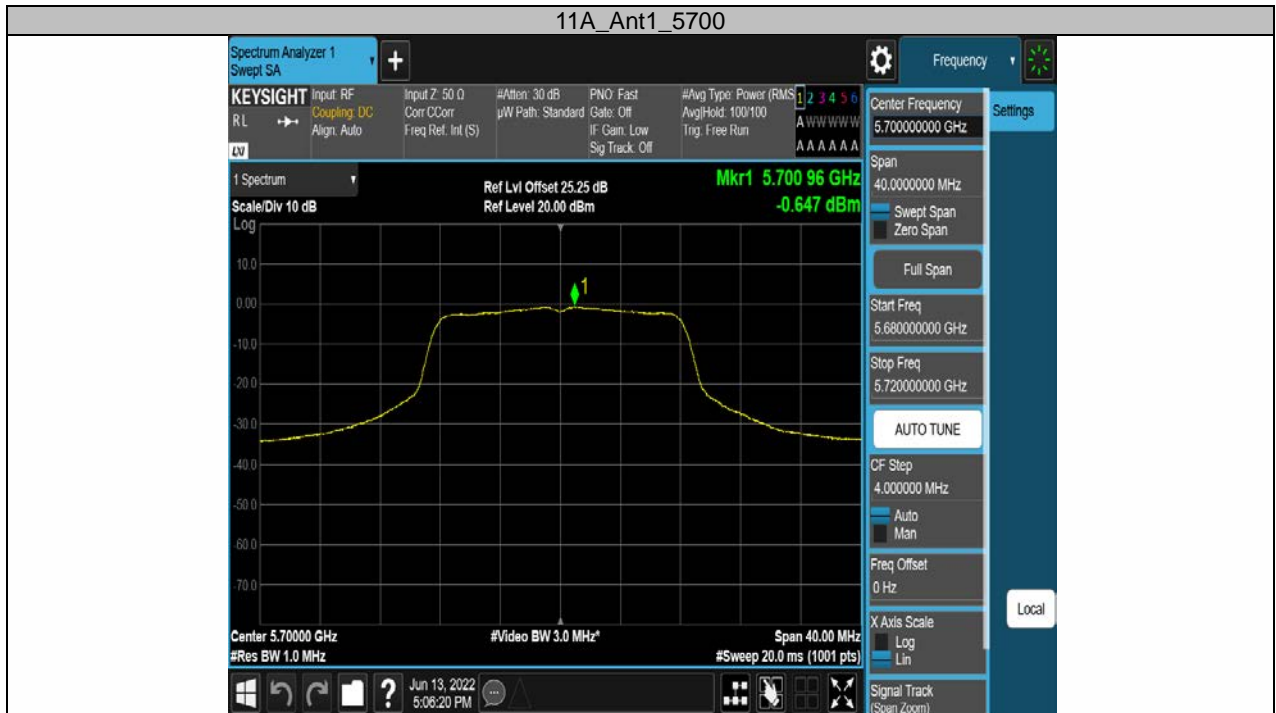 11A_Ant1_5700
Spectrum Analyzer 1
Swept SA
+
Frequency
KEYSIGHT
RL
LXI
Input: RF
Coupling: DC
Align: Auto
Input Z: 50 Ω
Corr CCorr
Freq Ref: Int (S)
#Atten: 30 dB
µW Path: Standard
PNO: Fast
Gate: Off
IF Gain: Low
Sig Track: Off
#Avg Type: Power (RMS
Avg|Hold: 100/100
Trig: Free Run
1 2 3 4 5 6
A W W W W W
A A A A A A
Center Frequency
5.700000000 GHz
Settings
1 Spectrum
Scale/Div 10 dB
Ref Lvl Offset 25.25 dB
Ref Level 20.00 dBm
Mkr1 5.700 96 GHz
-0.647 dBm
Log
10.0
0.00
-10.0
-20.0
-30.0
-40.0
-50.0
-60.0
-70.0
1
Span
40.0000000 MHz
Swept Span
Zero Span
Full Span
Start Freq
5.680000000 GHz
Stop Freq
5.720000000 GHz
AUTO TUNE
CF Step
4.000000 MHz
Auto
Man
Freq Offset
0 Hz
X Axis Scale
Log
Lin
Signal Track
(Span Zoom)
Local
Center 5.70000 GHz
#Res BW 1.0 MHz
#Video BW 3.0 MHz*
Span 40.00 MHz
#Sweep 20.0 ms (1001 pts)
?
Jun 13, 2022
5:06:20 PM